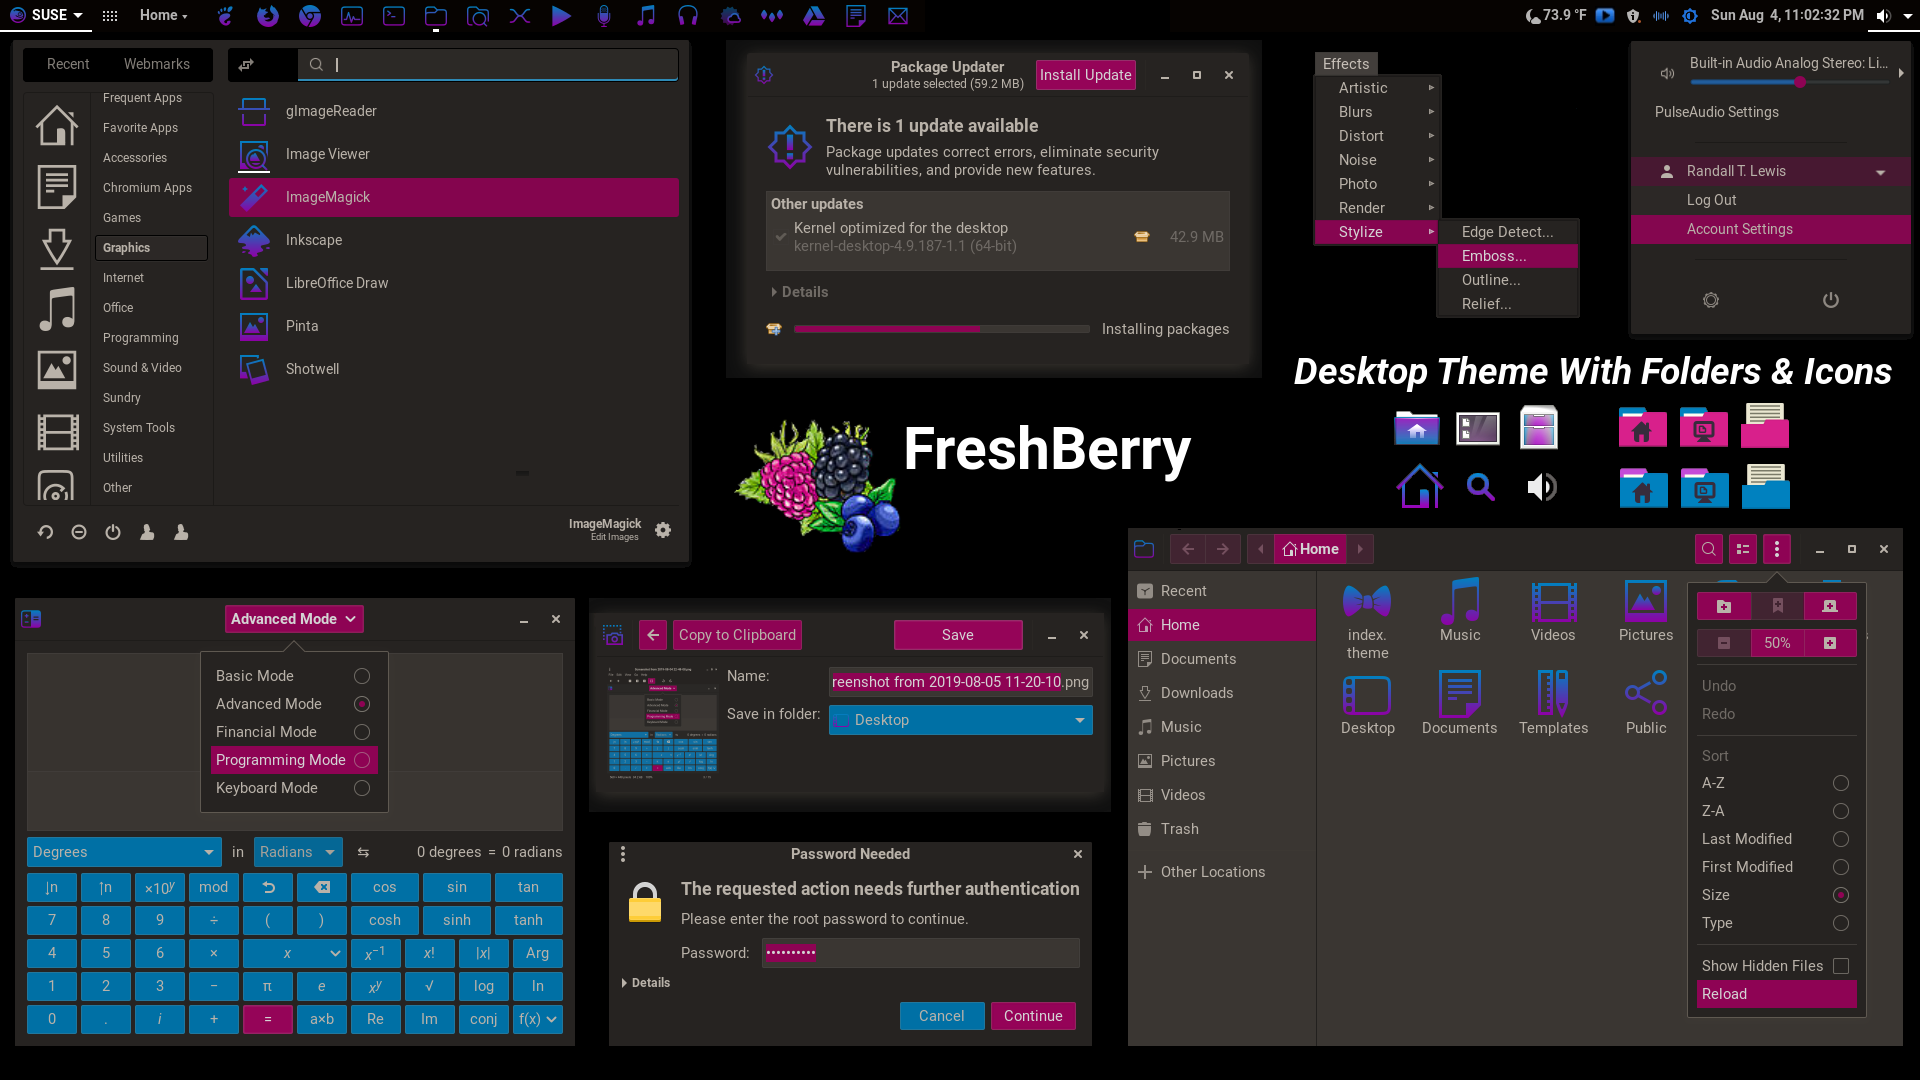 SUSE
Home
73.9 °F
Sun Aug 4, 11:02:32 PM
Recent
Webmarks
Frequent Apps
Favorite Apps
Accessories
Chromium Apps
Games
Graphics
Internet
Office
Programming
Sound & Video
Sundry
System Tools
Utilities
Other
gImageReader
Image Viewer
ImageMagick
Inkscape
LibreOffice Draw
Pinta
Shotwell
ImageMagick
Edit Images
Package Updater
1 update selected (59.2 MB)
Install Update
There is 1 update available
Package updates correct errors, eliminate security
vulnerabilities, and provide new features.
Other updates
Kernel optimized for the desktop
kernel-desktop-4.9.187-1.1 (64-bit)
42.9 MB
Details
Installing packages
Effects
Artistic
Blurs
Distort
Noise
Photo
Render
Stylize
Edge Detect...
Emboss...
Outline...
Relief...
Built-in Audio Analog Stereo: Li...
PulseAudio Settings
Randall T. Lewis
Log Out
Account Settings
Desktop Theme With Folders & Icons
FreshBerry
Advanced Mode
Basic Mode
Advanced Mode
Financial Mode
Programming Mode
Keyboard Mode
Degrees in Radians ⇆ 0 degrees = 0 radians
↓n ↑n ×10ʸ mod cos sin tan
7 8 9 ÷ ( ) cosh sinh tanh
4 5 6 × x x⁻¹ x! |x| Arg
1 2 3 − π e xʸ √ log ln
0 . i + = a×b Re Im conj f(x)
Copy to Clipboard
Save
Name:
reenshot from 2019-08-05 11-20-10.png
Save in folder:
Desktop
Password Needed
The requested action needs further authentication
Please enter the root password to continue.
Password:
••••••••••
Details
Cancel
Continue
Home
Recent
Home
Documents
Downloads
Music
Pictures
Videos
Trash
Other Locations
index.
theme
Music
Videos
Pictures
Desktop
Documents
Templates
Public
50%
Undo
Redo
Sort
A-Z
Z-A
Last Modified
First Modified
Size
Type
Show Hidden Files
Reload